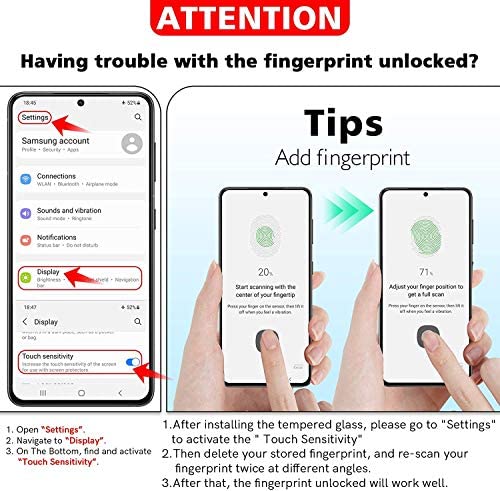 ATTENTION
Having trouble with the fingerprint unlocked?
18:46
52%
Settings
Samsung account
Profile • Security • Apps
Connections
WLAN • Bluetooth • Airplane mode
Sounds and vibration
Sound mode • Ringtone
Notifications
Status bar • Do not disturb
Display
Brightness
Navigation
bar
18:47
52%
Display
or bag.
Touch sensitivity
Increase the touch sensitivity of the screen
for use with screen protectors
1. Open "Settings".
2. Navigate to "Display".
3. On The Bottom, find and activate
"Touch Sensitivity".
Tips
Add fingerprint
20%
Start scanning with the
center of your fingertip
Press your finger on the sensor, then lift it
off when you feel a vibration.
71%
Adjust your finger position
to get a full scan
Press your finger on the sensor, then lift it
off when you feel a vibration.
1.After installing the tempered glass, please go to "Settings"
to activate the " Touch Sensitivity"
2.Then delete your stored fingerprint, and re-scan your
fingerprint twice at different angles.
3.After that, the fingerprint unlocked will work well.